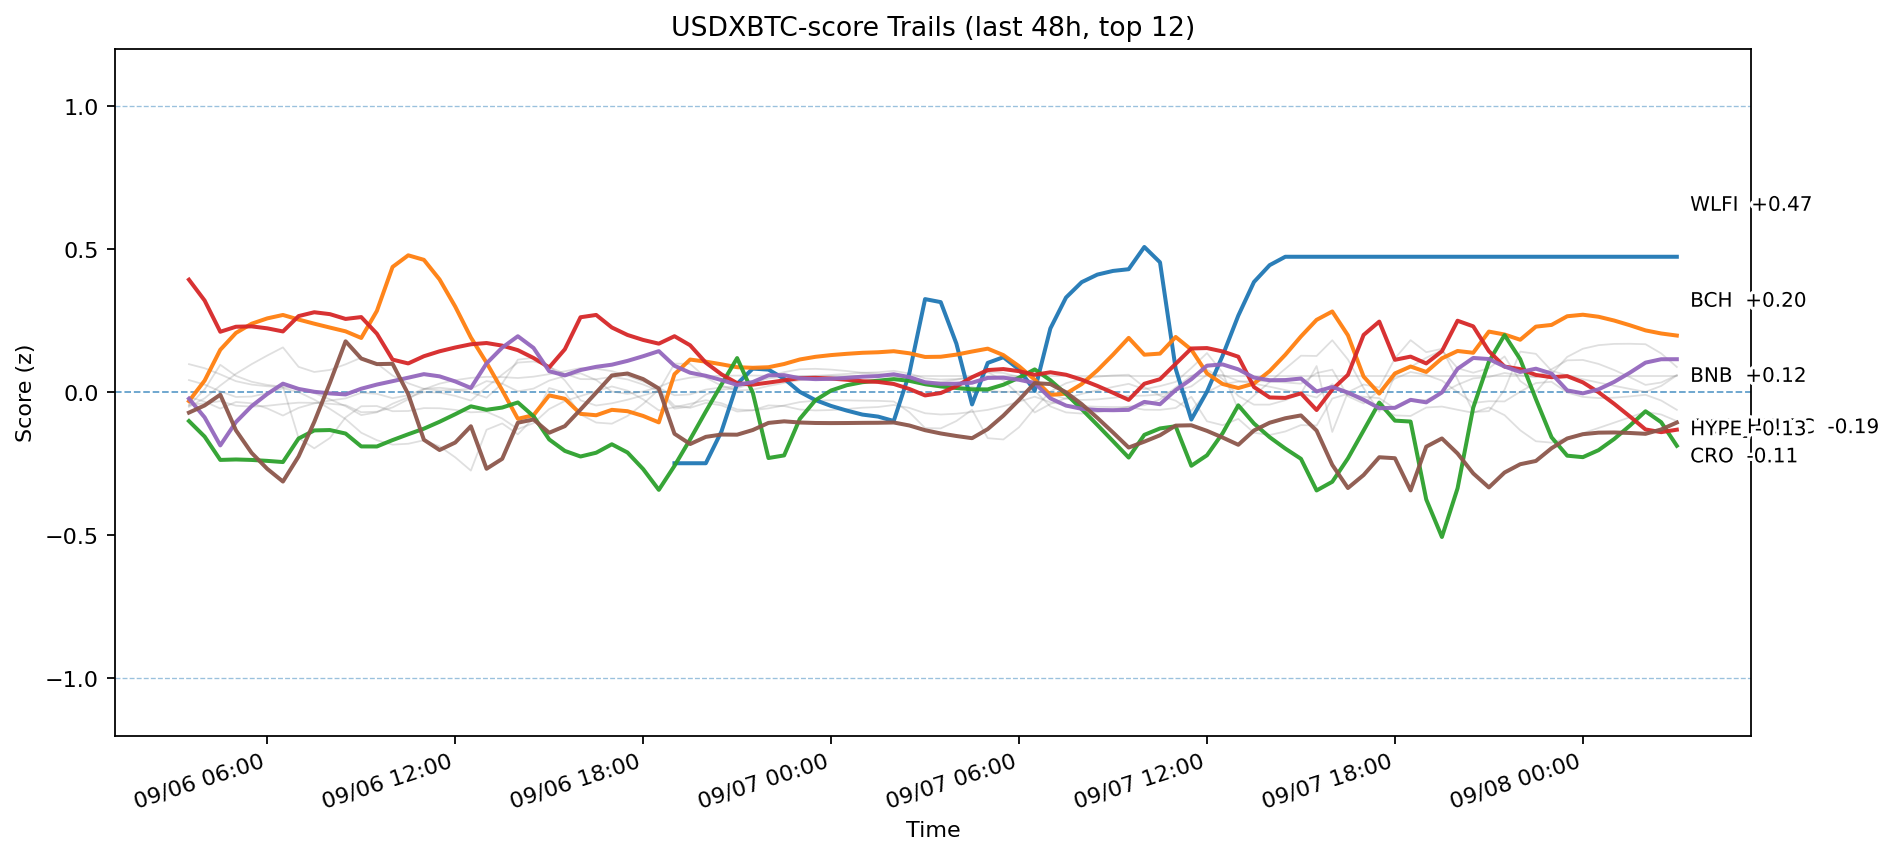 USDXBTC-score Trails (last 48h, top 12)
1.0
0.5
0.0
−0.5
−1.0
Score (z)
WLFI +0.47
BCH +0.20
BNB +0.12
-0.19
HYPE -0.13
CRO -0.11
09/06 06:00
09/06 12:00
09/06 18:00
09/07 00:00
09/07 06:00
09/07 12:00
09/07 18:00
09/08 00:00
Time